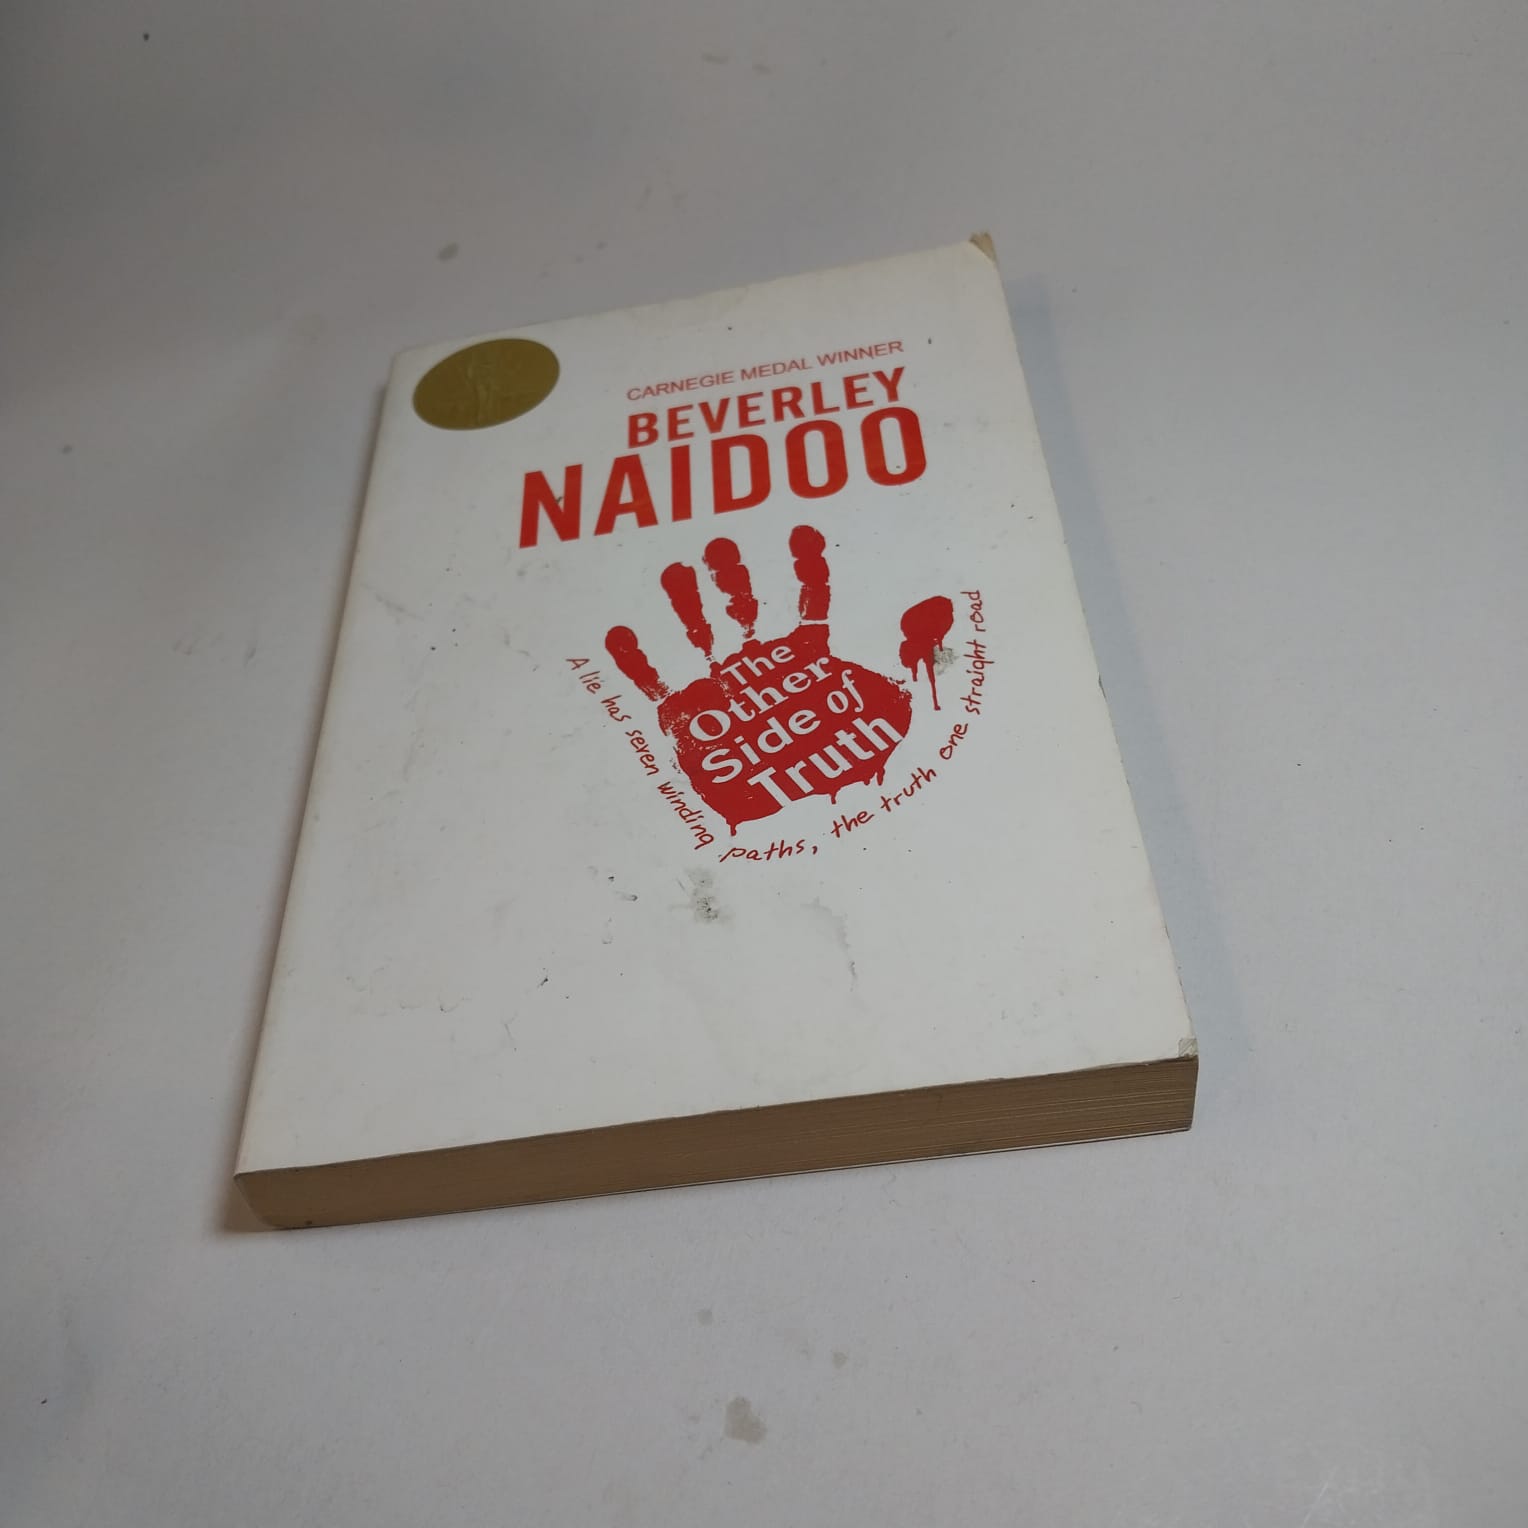 CARNEGIE MEDAL WINNER
BEVERLEY
NAIDOO
The
Other
Side of
Truth
A lie has seven winding paths, the truth one straight road